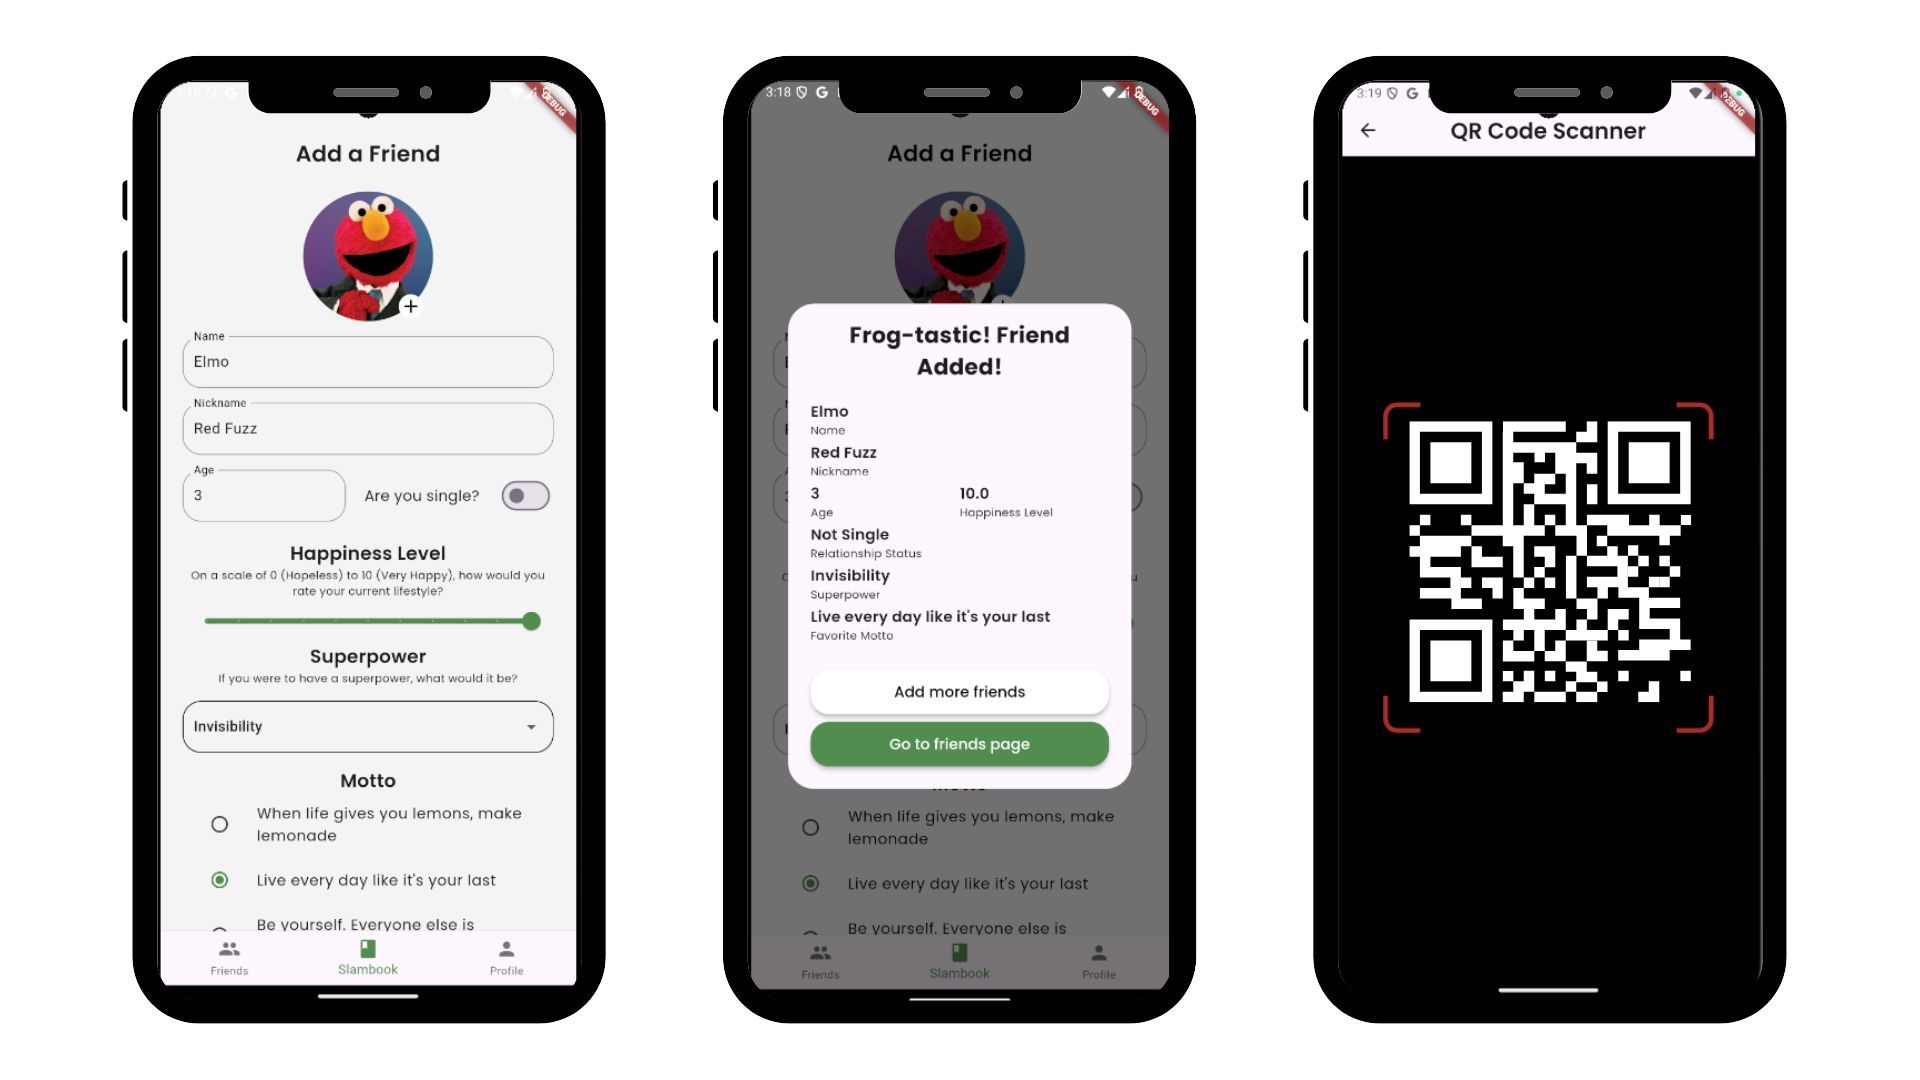 18 G
DEBUG
Add a Friend
Name
Elmo
Nickname
Red Fuzz
Age
3
Are you single?
Happiness Level
On a scale of 0 (Hopeless) to 10 (Very Happy), how would you
rate your current lifestyle?
Superpower
If you were to have a superpower, what would it be?
Invisibility
Motto
When life gives you lemons, make
lemonade
Live every day like it's your last
Be yourself. Everyone else is
Friends
Slambook
Profile
3:18 G
DEBUG
Add a Friend
Frog-tastic! Friend
Added!
Elmo
Name
Red Fuzz
Nickname
3
Age
10.0
Happiness Level
Not Single
Relationship Status
Invisibility
Superpower
Live every day like it's your last
Favorite Motto
Add more friends
Go to friends page
When life gives you lemons, make
lemonade
Live every day like it's your last
Be yourself. Everyone else is
Friends
Slambook
Profile
3:19 G
DEBUG
QR Code Scanner